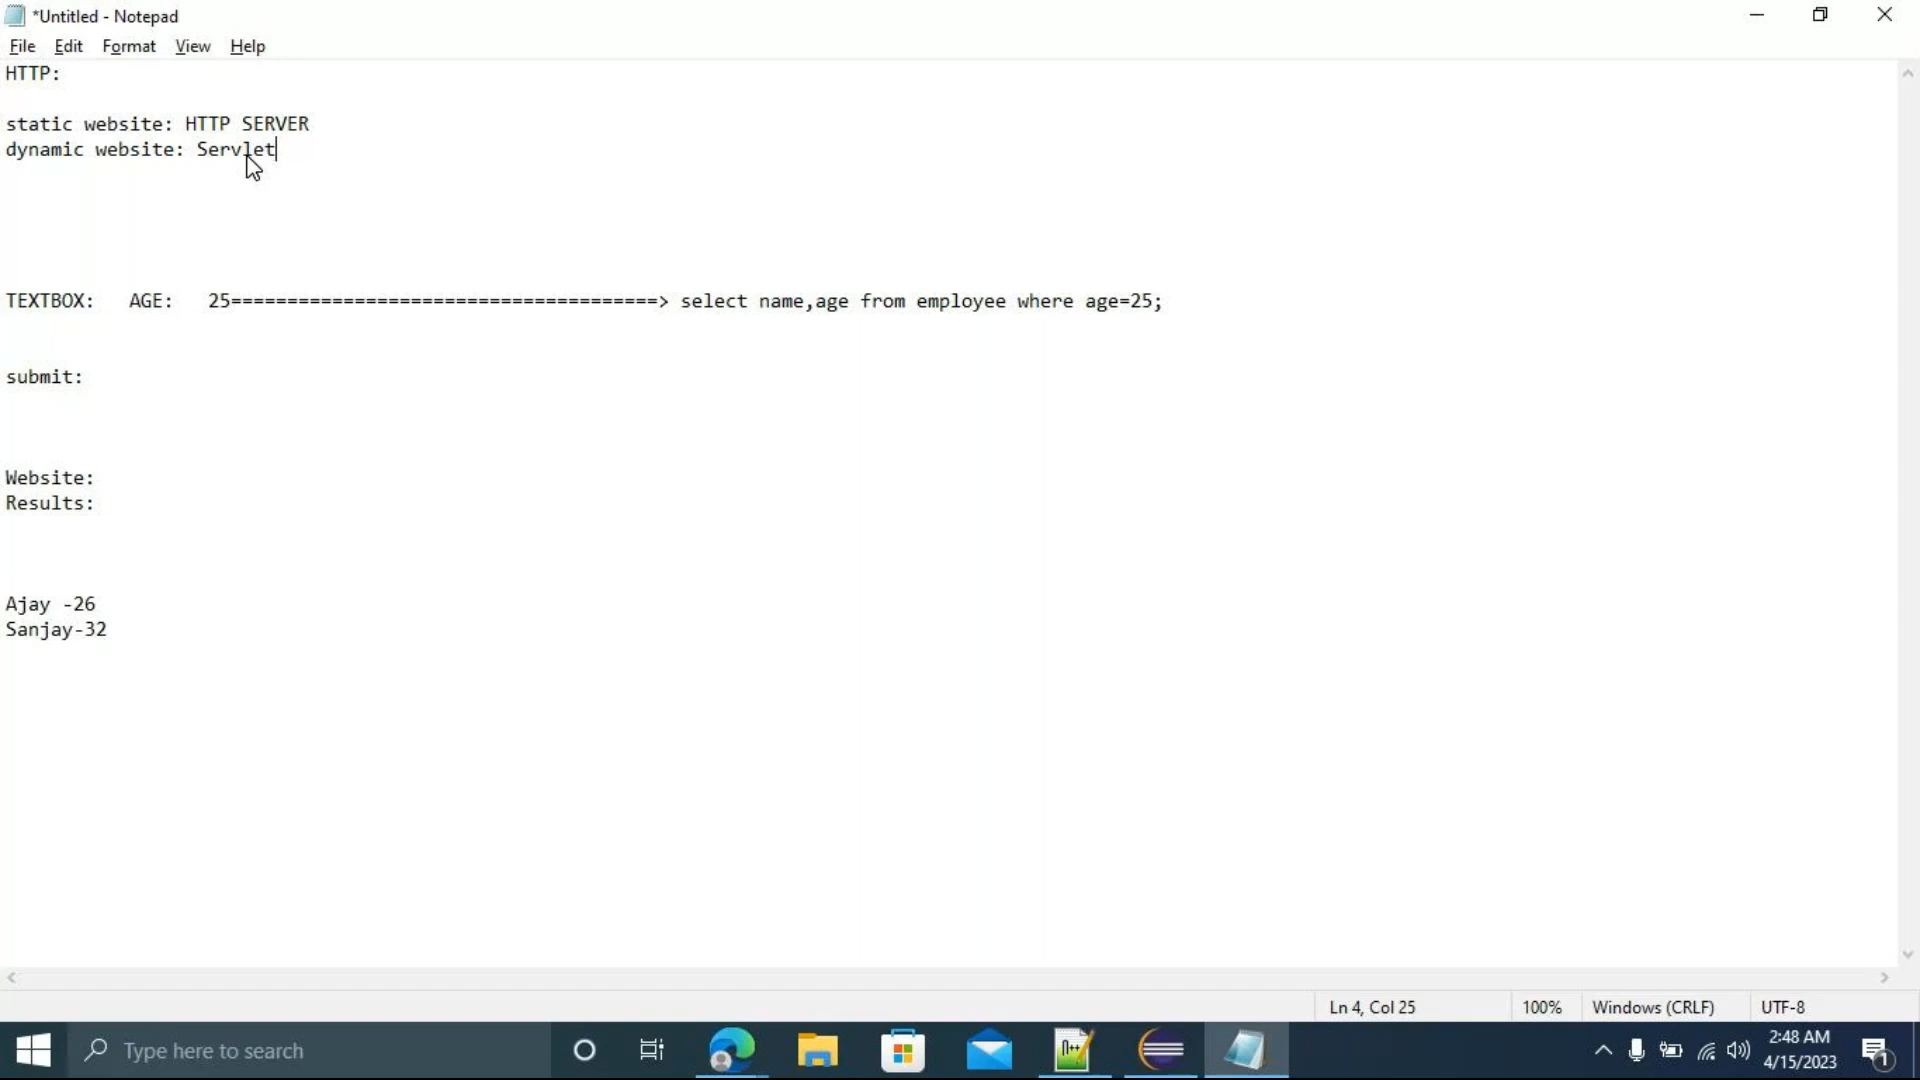 *Untitled - Notepad
File Edit Format View Help
HTTP:
static website: HTTP SERVER
dynamic website: Servlet
TEXTBOX: AGE: 25======================================> select name,age from employee where age=25;
submit:
Website:
Results:
Ajay -26
Sanjay-32
Ln 4, Col 25 100% Windows (CRLF) UTF-8
Type here to search
n++
2:48 AM
4/15/2023
1